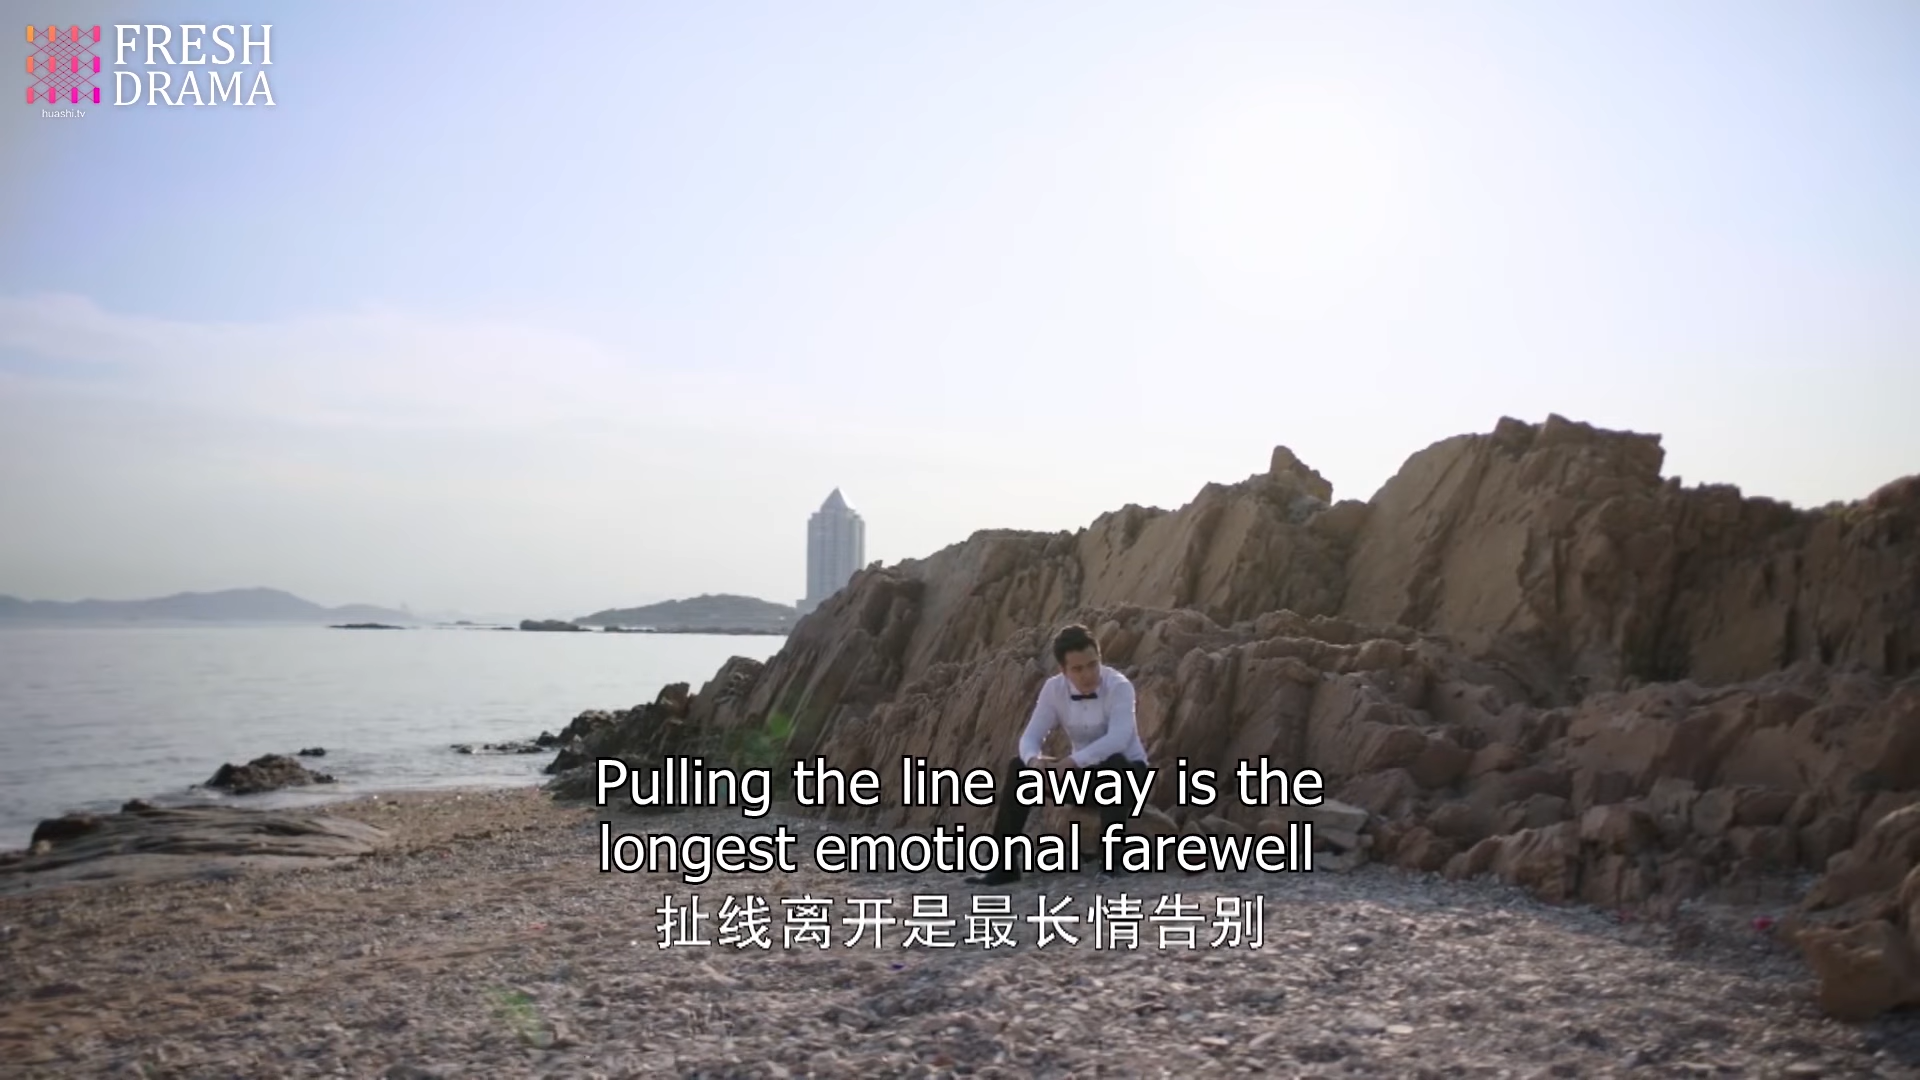 FRESH
DRAMA
huashi.tv
Pulling the line away is the
longest emotional farewell
扯线离开是最长情告别